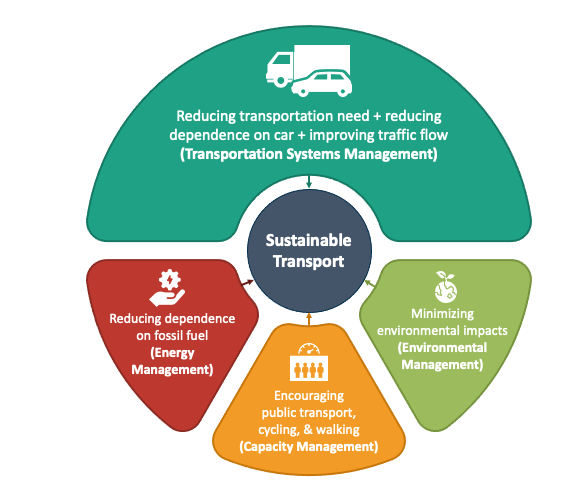 Reducing transportation need + reducing
dependence on car + improving traffic flow
(Transportation Systems Management)
Sustainable
Transport
Reducing dependence
on fossil fuel
(Energy
Management)
Encouraging
public transport,
cycling, & walking
(Capacity Management)
Minimizing
environmental impacts
(Environmental
Management)